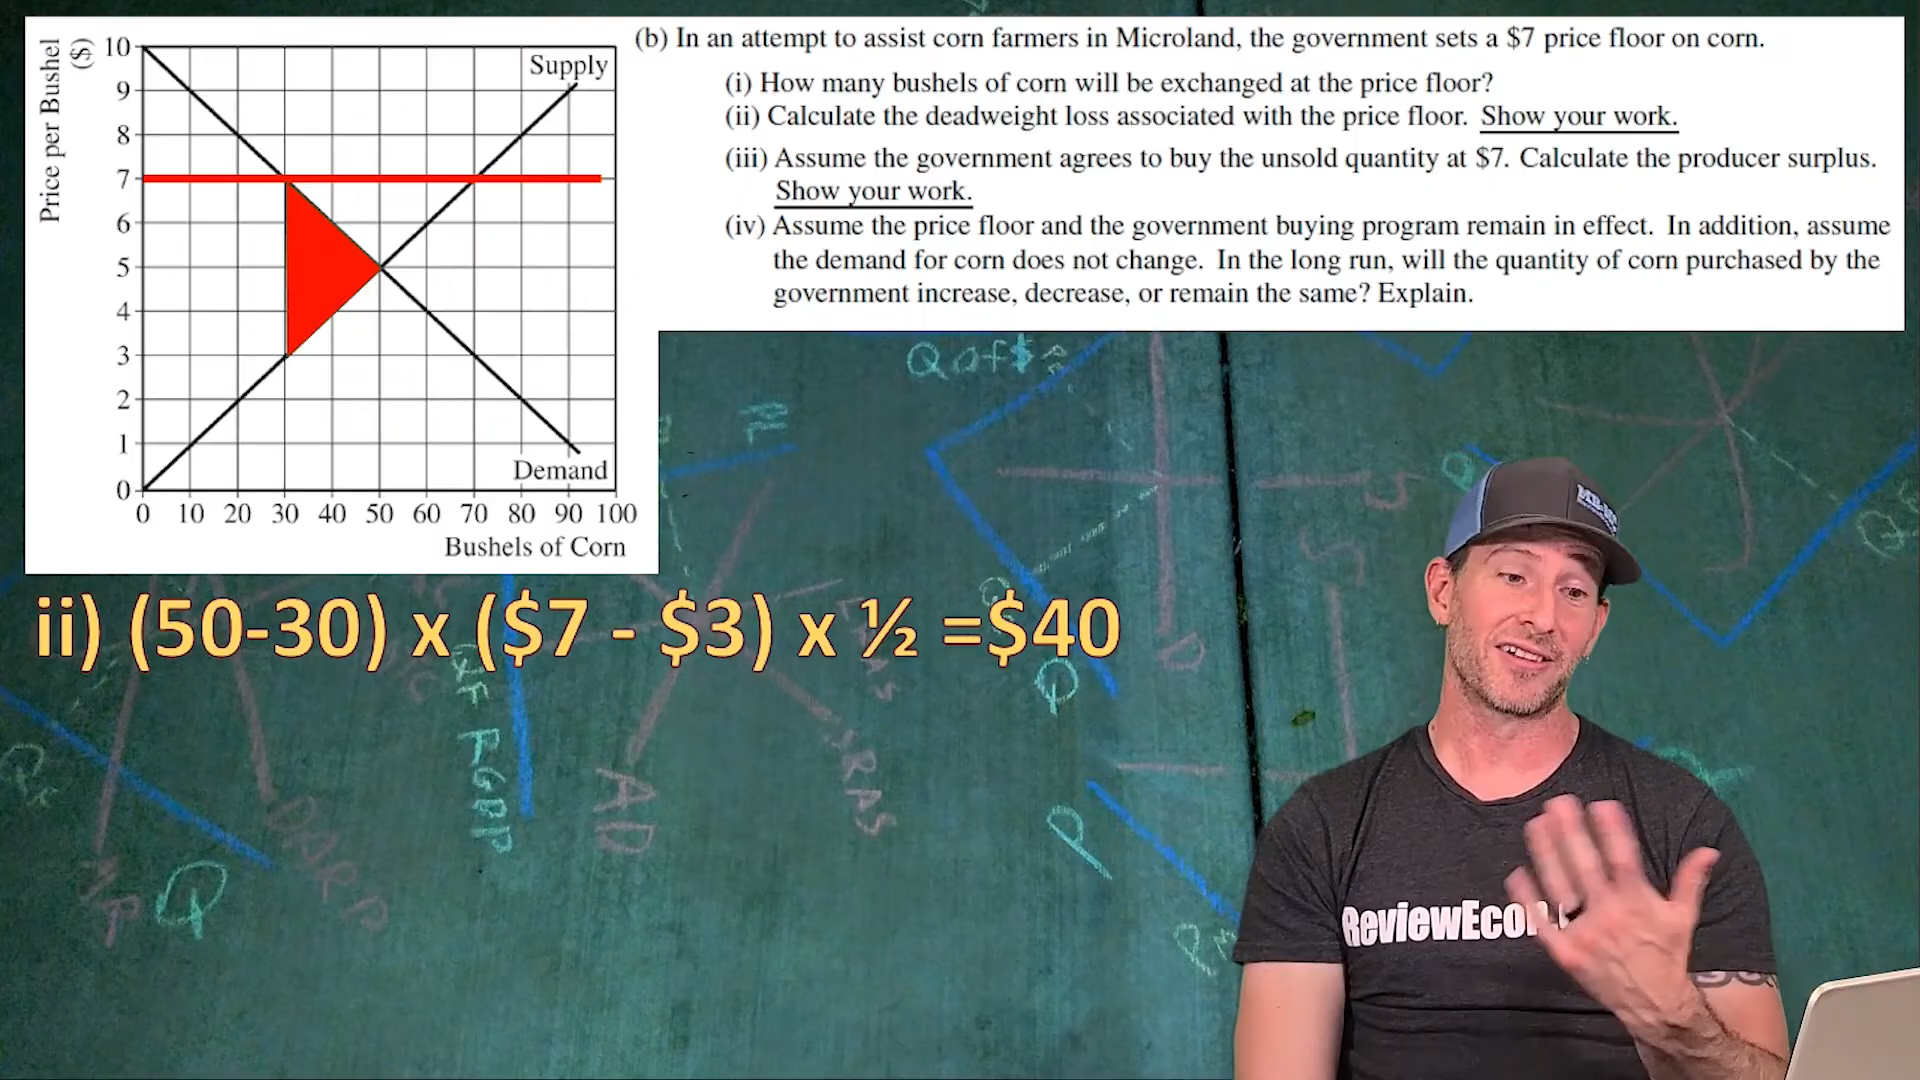 Price per Bushel
($)
10
9
8
7
6
5
4
3
2
1
0
Supply
Demand
0 10 20 30 40 50 60 70 80 90 100
Bushels of Corn
(b) In an attempt to assist corn farmers in Microland, the government sets a $7 price floor on corn.
(i) How many bushels of corn will be exchanged at the price floor?
(ii) Calculate the deadweight loss associated with the price floor. Show your work.
(iii) Assume the government agrees to buy the unsold quantity at $7. Calculate the producer surplus.
Show your work.
(iv) Assume the price floor and the government buying program remain in effect. In addition, assume
the demand for corn does not change. In the long run, will the quantity of corn purchased by the
government increase, decrease, or remain the same? Explain.
ii) (50-30) x ($7 - $3) x ½ =$40
Q of $
Q
D
Q
AD
SRAS
P
Q